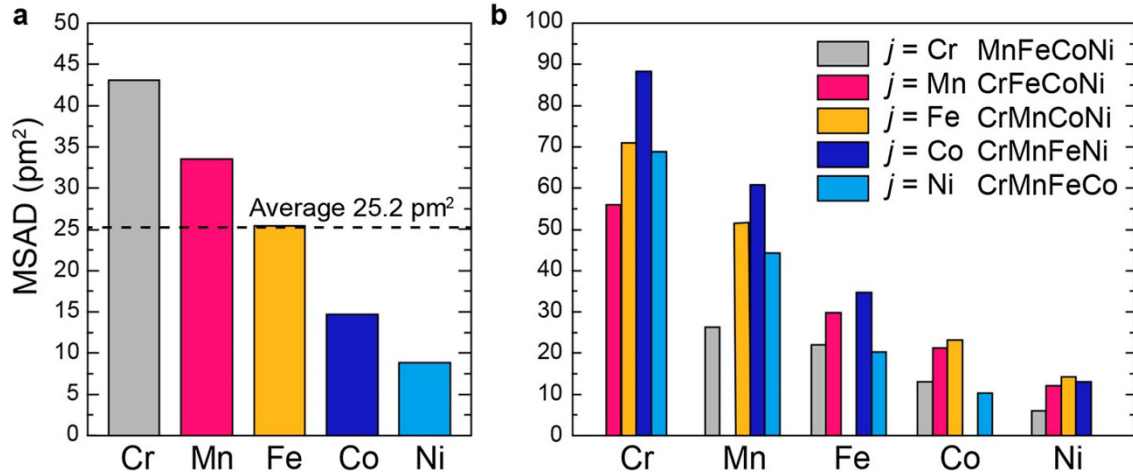 a
50
45
40
35
30
25
20
15
10
5
0
MSAD (pm²)
Average 25.2 pm²
Cr Mn Fe Co Ni
b
100
90
80
70
60
50
40
30
20
10
0
j = Cr MnFeCoNi
j = Mn CrFeCoNi
j = Fe CrMnCoNi
j = Co CrMnFeNi
j = Ni CrMnFeCo
Cr Mn Fe Co Ni